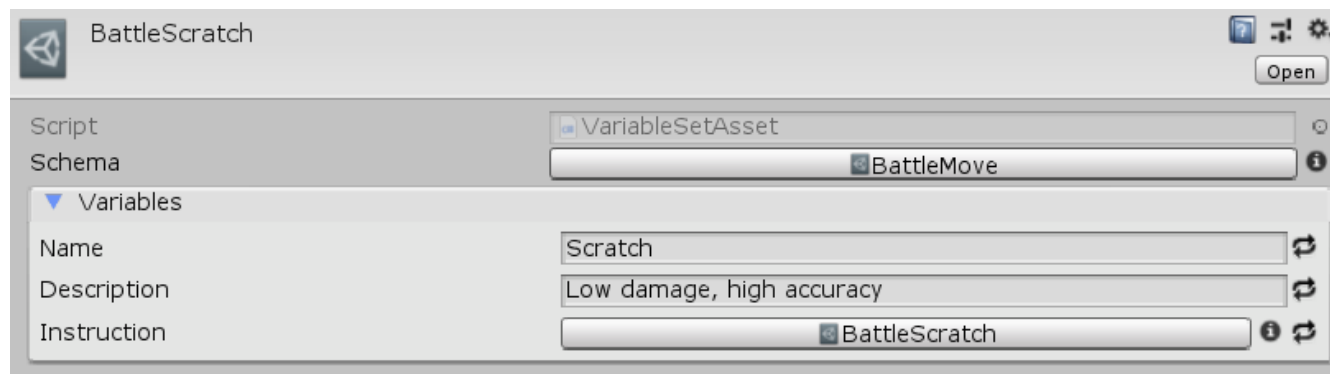 BattleScratch
Open
Script VariableSetAsset
Schema BattleMove
Variables
Name Scratch
Description Low damage, high accuracy
Instruction BattleScratch